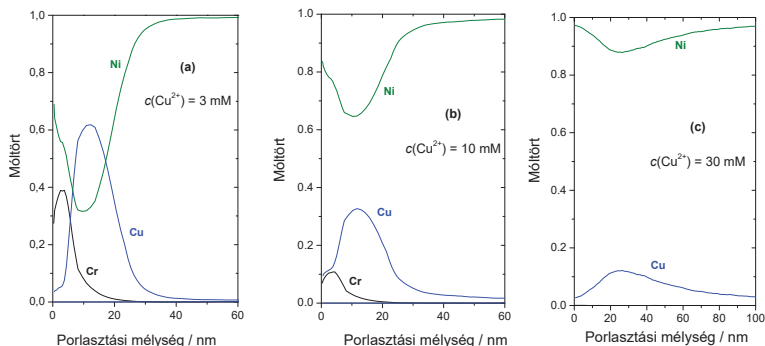 Móltört
1,0
0,8
0,6
0,4
0,2
0,0
0
20
40
60
Porlasztási mélység / nm
Ni
Cu
Cr
(a)
c(Cu²⁺) = 3 mM
Móltört
1,0
0,8
0,6
0,4
0,2
0,0
0
20
40
60
Porlasztási mélység / nm
Ni
Cu
Cr
(b)
c(Cu²⁺) = 10 mM
Móltört
1,0
0,8
0,6
0,4
0,2
0,0
0
20
40
60
80
100
Porlasztási mélység / nm
Ni
Cu
(c)
c(Cu²⁺) = 30 mM